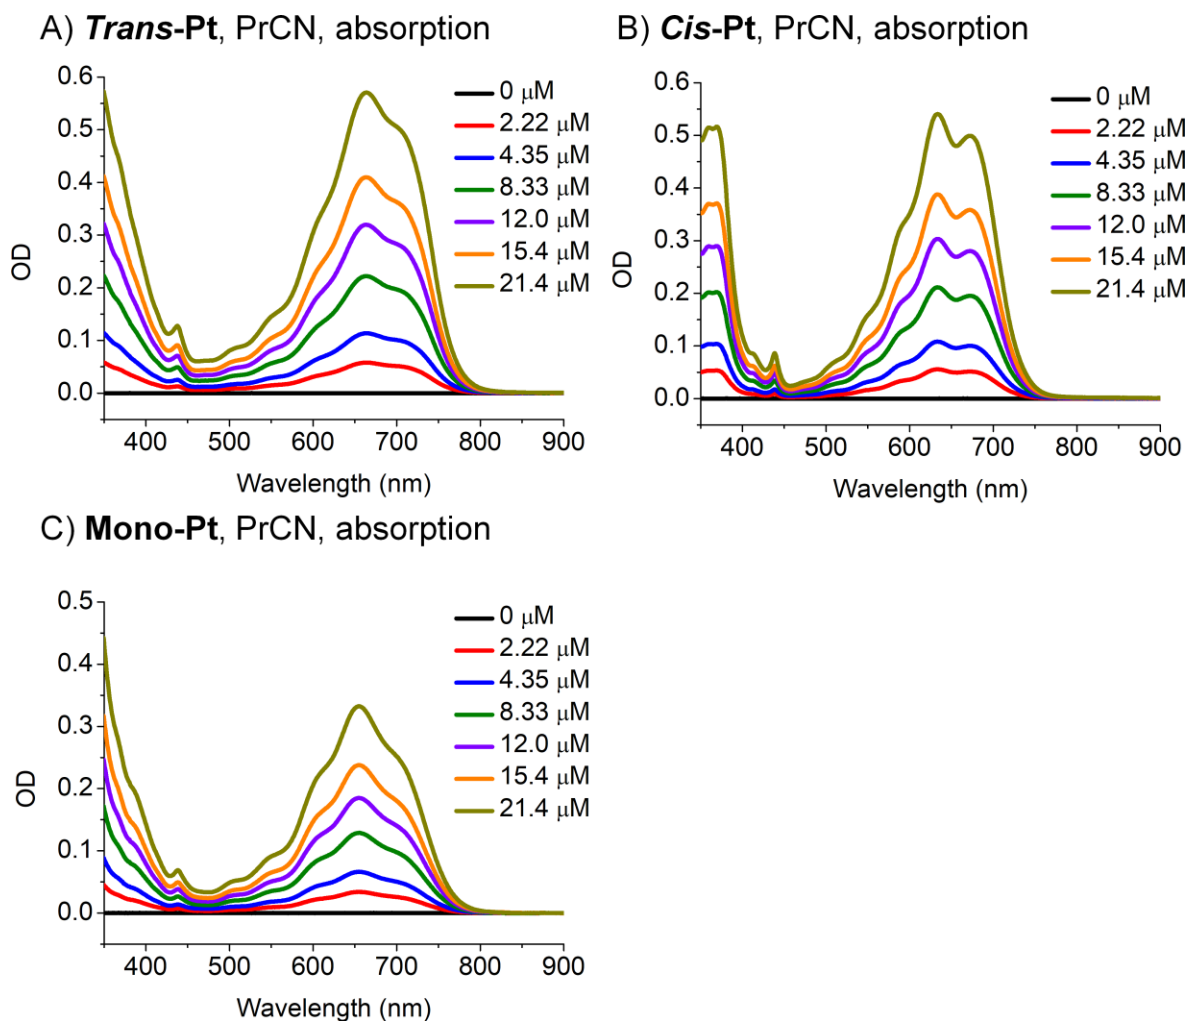 A) Trans-Pt, PrCN, absorption
0.6
0.5
0.4
0.3
0.2
0.1
0.0
OD
400 500 600 700 800 900
Wavelength (nm)
0 μM
2.22 μM
4.35 μM
8.33 μM
12.0 μM
15.4 μM
21.4 μM
B) Cis-Pt, PrCN, absorption
0.6
0.5
0.4
0.3
0.2
0.1
0.0
OD
400 500 600 700 800 900
Wavelength (nm)
0 μM
2.22 μM
4.35 μM
8.33 μM
12.0 μM
15.4 μM
21.4 μM
C) Mono-Pt, PrCN, absorption
0.5
0.4
0.3
0.2
0.1
0.0
OD
400 500 600 700 800 900
Wavelength (nm)
0 μM
2.22 μM
4.35 μM
8.33 μM
12.0 μM
15.4 μM
21.4 μM